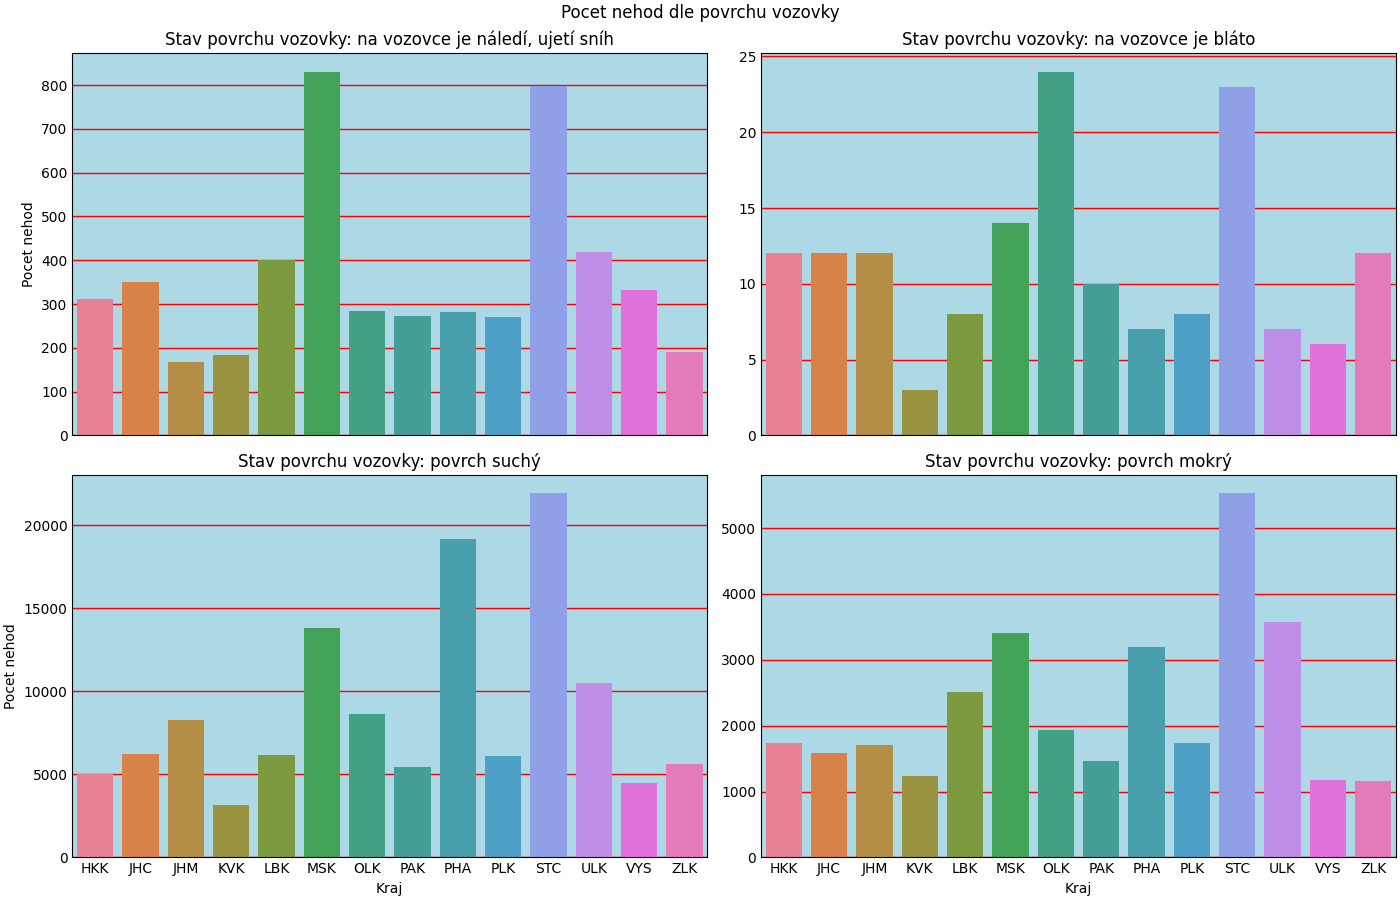 Pocet nehod dle povrchu vozovky
Stav povrchu vozovky: na vozovce je náledí, ujetí sníh
Pocet nehod
800
700
600
500
400
300
200
100
0
Stav povrchu vozovky: na vozovce je bláto
25
20
15
10
5
0
Stav povrchu vozovky: povrch suchý
Pocet nehod
20000
15000
10000
5000
0
HKK JHC JHM KVK LBK MSK OLK PAK PHA PLK STC ULK VYS ZLK
Kraj
Stav povrchu vozovky: povrch mokrý
5000
4000
3000
2000
1000
0
HKK JHC JHM KVK LBK MSK OLK PAK PHA PLK STC ULK VYS ZLK
Kraj